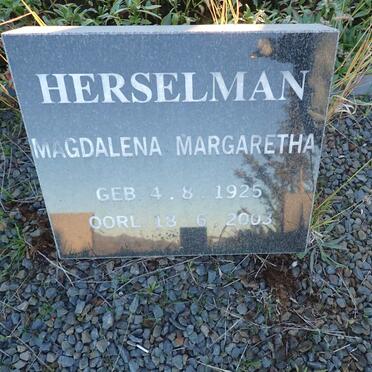 HERSELMAN
MAGDALENA MARGARETHA
GEB 4.8 1925
OORL 18 6 2003